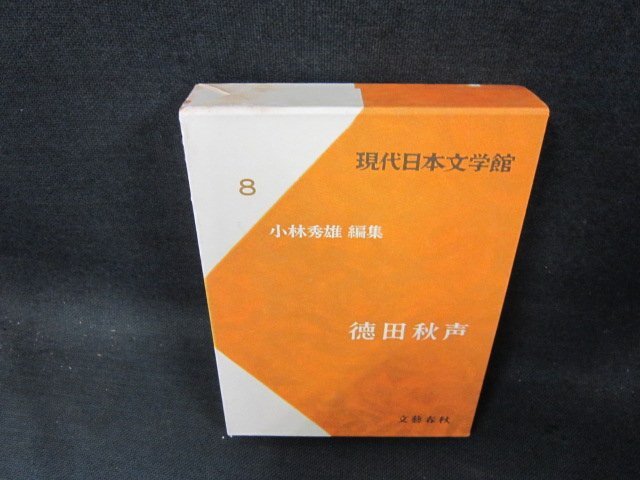 現代日本文学館
8
小林秀雄 編集
徳田秋声
文藝春秋